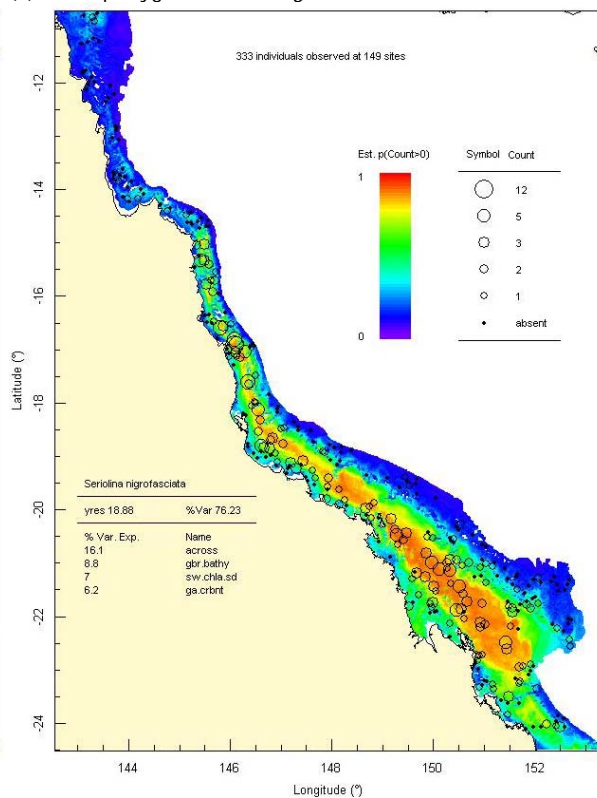 333 individuals observed at 149 sites
Est. p(Count>0)
1
0
Symbol Count
12
5
3
2
1
absent
-12
-14
-16
-18
-20
-22
-24
Latitude (°)
Seriolina nigrofasciata
yres 18.88 %Var 76.23
% Var. Exp. Name
16.1 across
8.8 gbr.bathy
7 sw.chla.sd
6.2 ga.crbnt
144 146 148 150 152
Longitude (°)